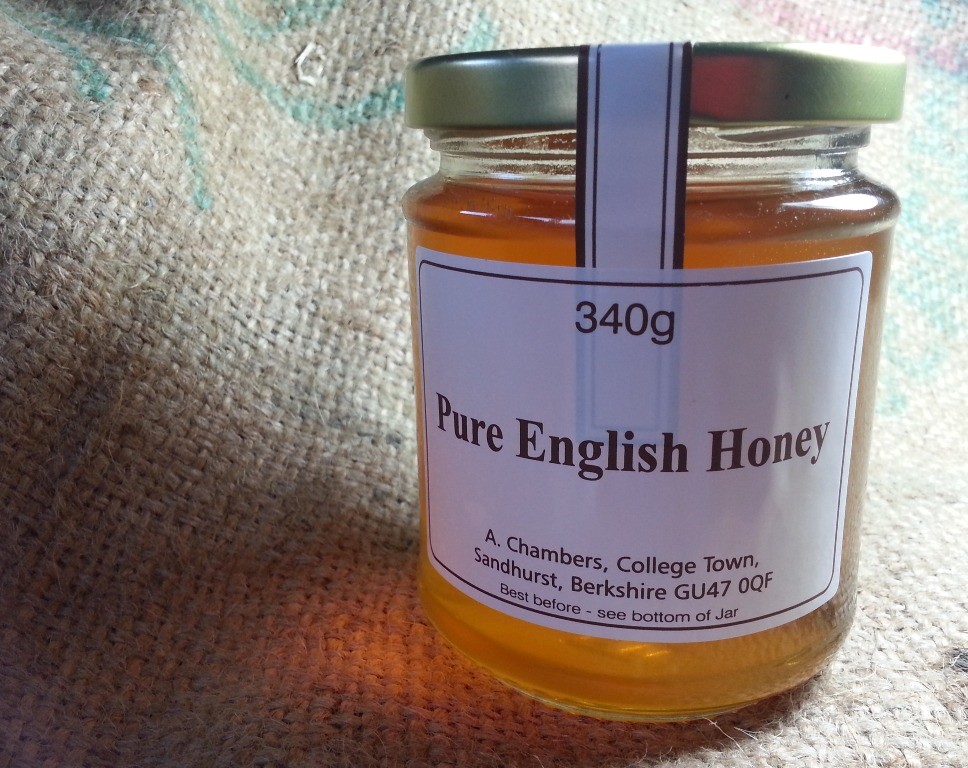 340g
Pure English Honey
A. Chambers, College Town,
Sandhurst, Berkshire GU47 0QF
Best before - see bottom of Jar